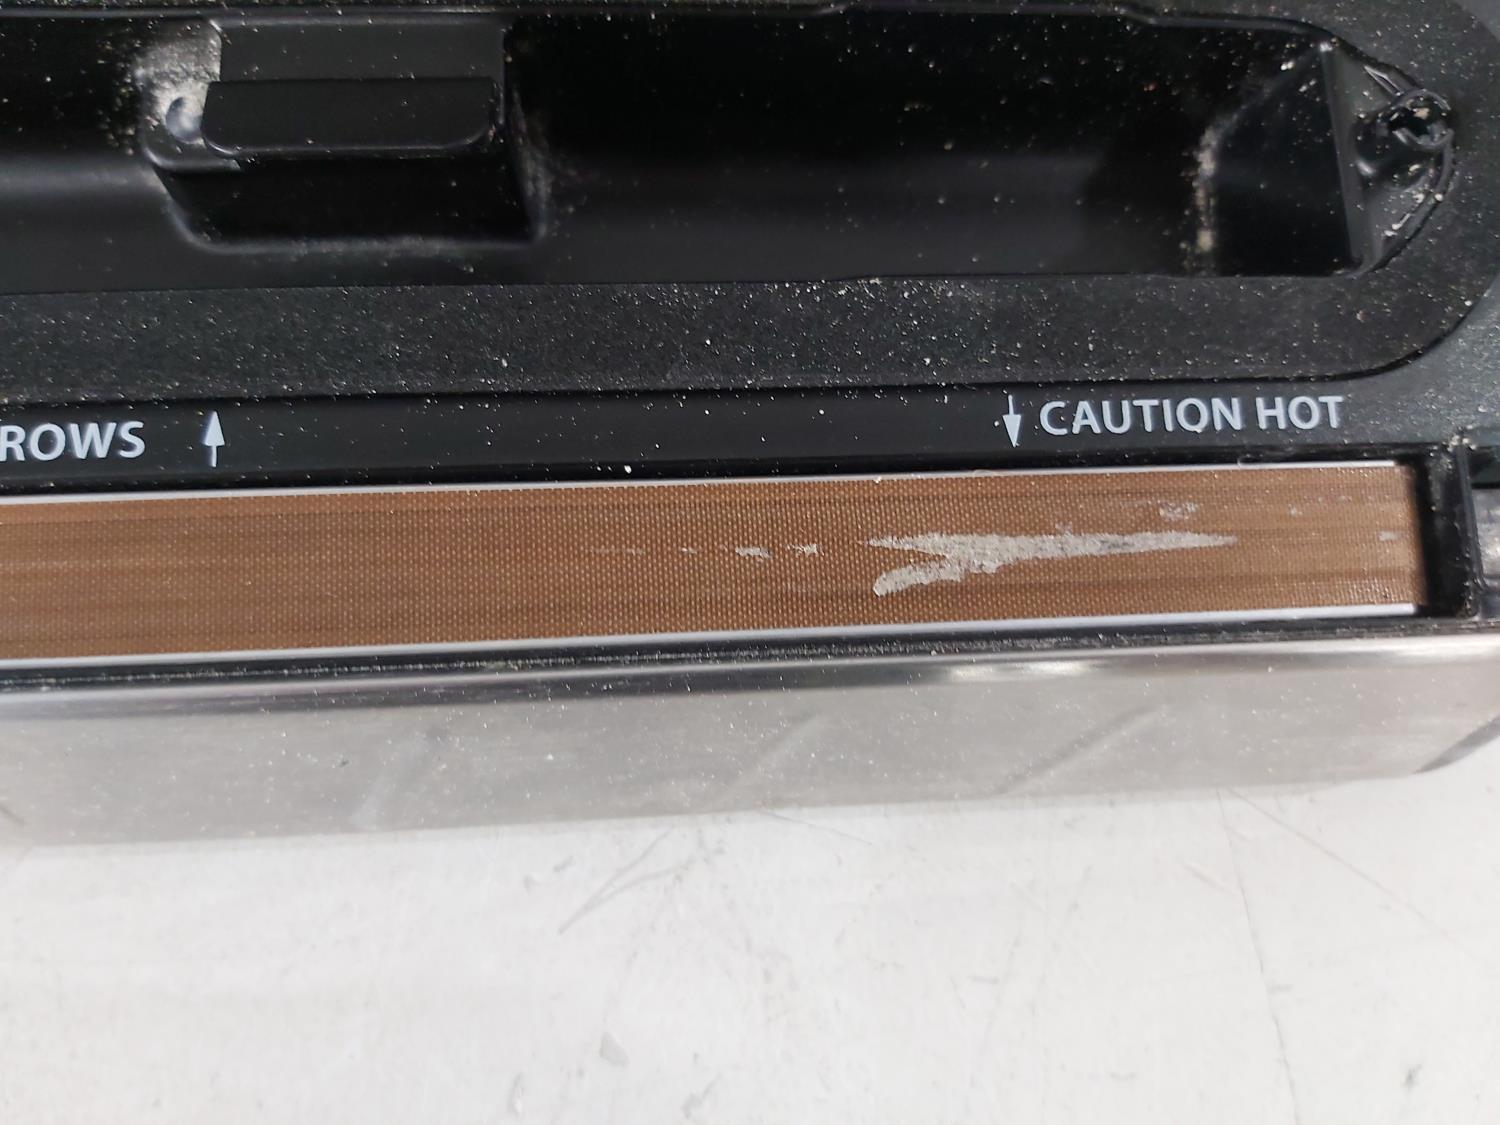 ROWS ↑ ↓ CAUTION HOT